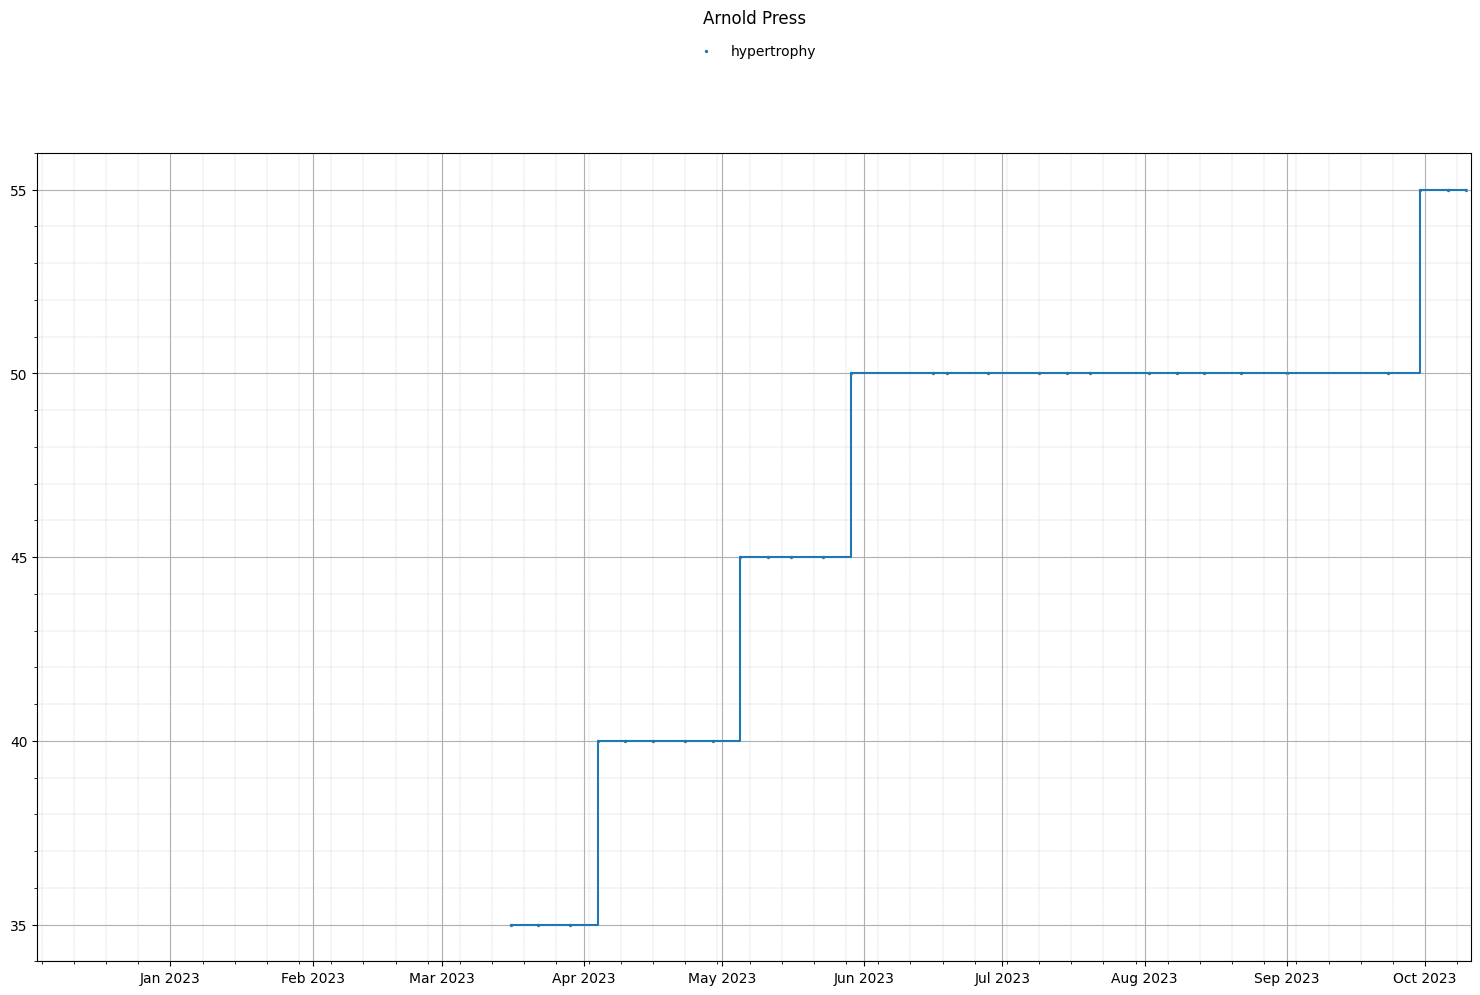 Arnold Press
hypertrophy
55
50
45
40
35
Jan 2023
Feb 2023
Mar 2023
Apr 2023
May 2023
Jun 2023
Jul 2023
Aug 2023
Sep 2023
Oct 2023